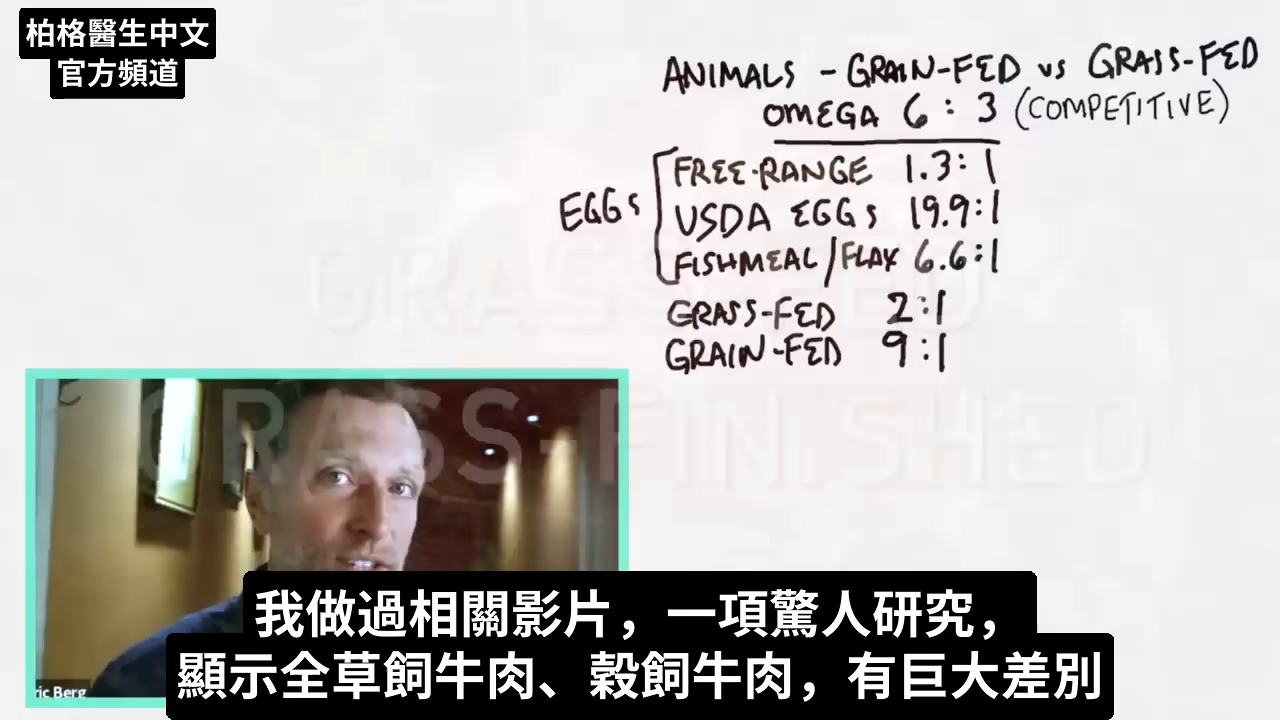 柏格醫生中文
官方頻道
ANIMALS - GRAIN-FED vs GRASS-FED
OMEGA 6 : 3 (COMPETITIVE)
EGGs
FREE-RANGE 1.3:1
USDA EGGs 19.9:1
FISHMEAL/FLAX 6.6:1
GRASS-FED 2:1
GRAIN-FED 9:1
GRASS-FED
GRASS-FINISHED
ric Berg
我做過相關影片，一項驚人研究，
顯示全草飼牛肉、穀飼牛肉，有巨大差別